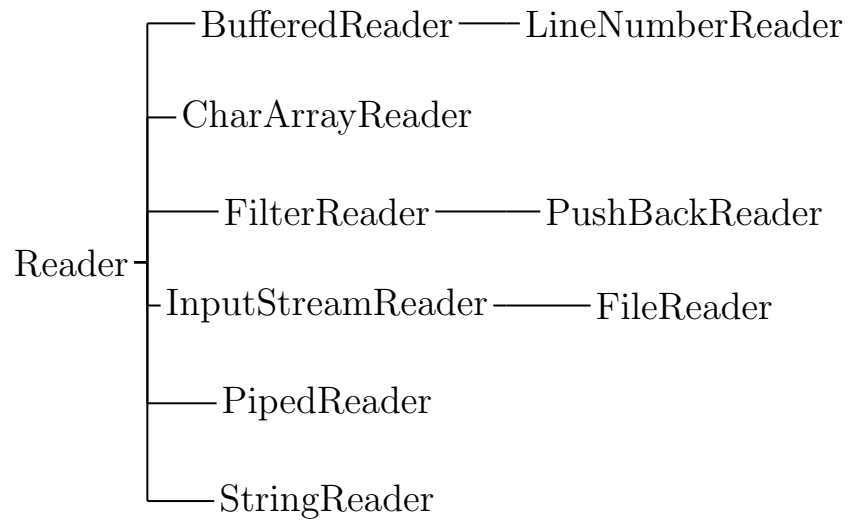 BufferedReader LineNumberReader
CharArrayReader
FilterReader PushBackReader
Reader
InputStreamReader FileReader
PipedReader
StringReader